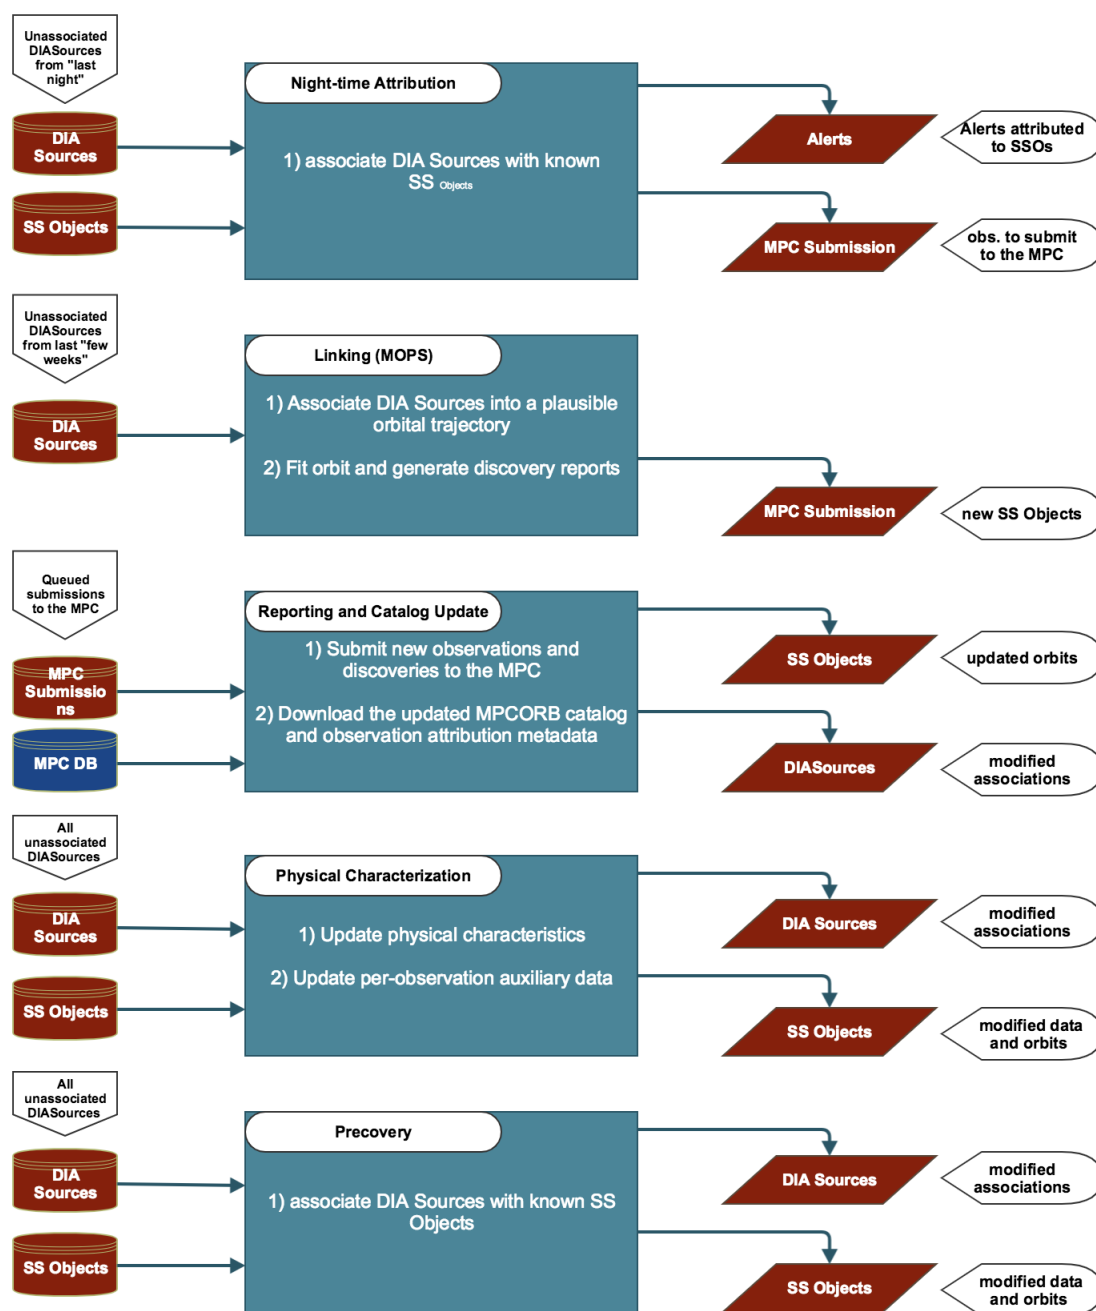 Unassociated
DIASources
from "last
night"
DIA
Sources
SS Objects
Night-time Attribution
1) associate DIA Sources with known
SS Objects
Alerts
Alerts attributed
to SSOs
MPC Submission
obs. to submit
to the MPC
Unassociated
DIASources
from last "few
weeks"
DIA
Sources
Linking (MOPS)
1) Associate DIA Sources into a plausible
orbital trajectory
2) Fit orbit and generate discovery reports
MPC Submission
new SS Objects
Queued
submissions
to the MPC
MPC
Submissio
ns
MPC DB
Reporting and Catalog Update
1) Submit new observations and
discoveries to the MPC
2) Download the updated MPCORB catalog
and observation attribution metadata
SS Objects
updated orbits
DIASources
modified
associations
All
unassociated
DIASources
DIA
Sources
SS Objects
Physical Characterization
1) Update physical characteristics
2) Update per-observation auxiliary data
DIA Sources
modified
associations
SS Objects
modified data
and orbits
All
unassociated
DIASources
DIA
Sources
SS Objects
Precovery
1) associate DIA Sources with known SS
Objects
DIA Sources
modified
associations
SS Objects
modified data
and orbits